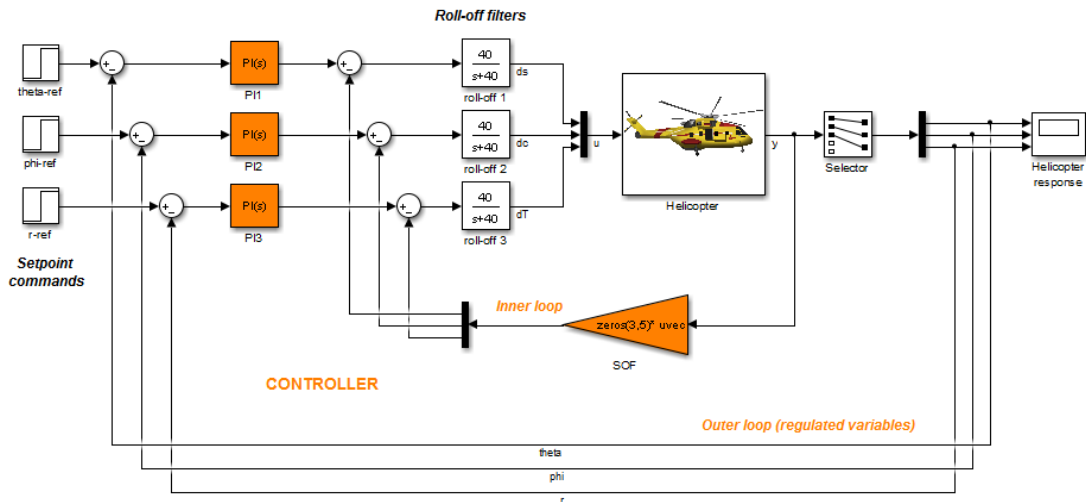 Roll-off filters
theta-ref
+
−
PI(s)
PI1
+
−
40
s+40
roll-off 1
ds
phi-ref
+
−
PI(s)
PI2
+
−
40
s+40
roll-off 2
dc
u
Helicopter
y
Selector
Helicopter
response
r-ref
+
−
PI(s)
PI3
+
−
40
s+40
roll-off 3
dT
Setpoint
commands
Inner loop
zeros(3,5)* uvec
SOF
CONTROLLER
Outer loop (regulated variables)
theta
phi
r